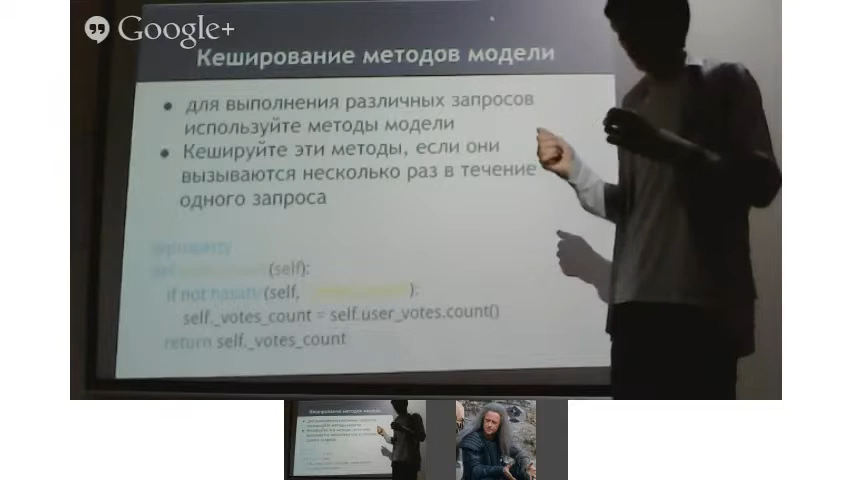 Google+
Кеширование методов модели
● для выполнения различных запросов
используйте методы модели
● Кешируйте эти методы, если они
вызываются несколько раз в течение
одного запроса
(self):
if not hasattr(self, ):
self._votes_count = self.user_votes.count()
return self._votes_count